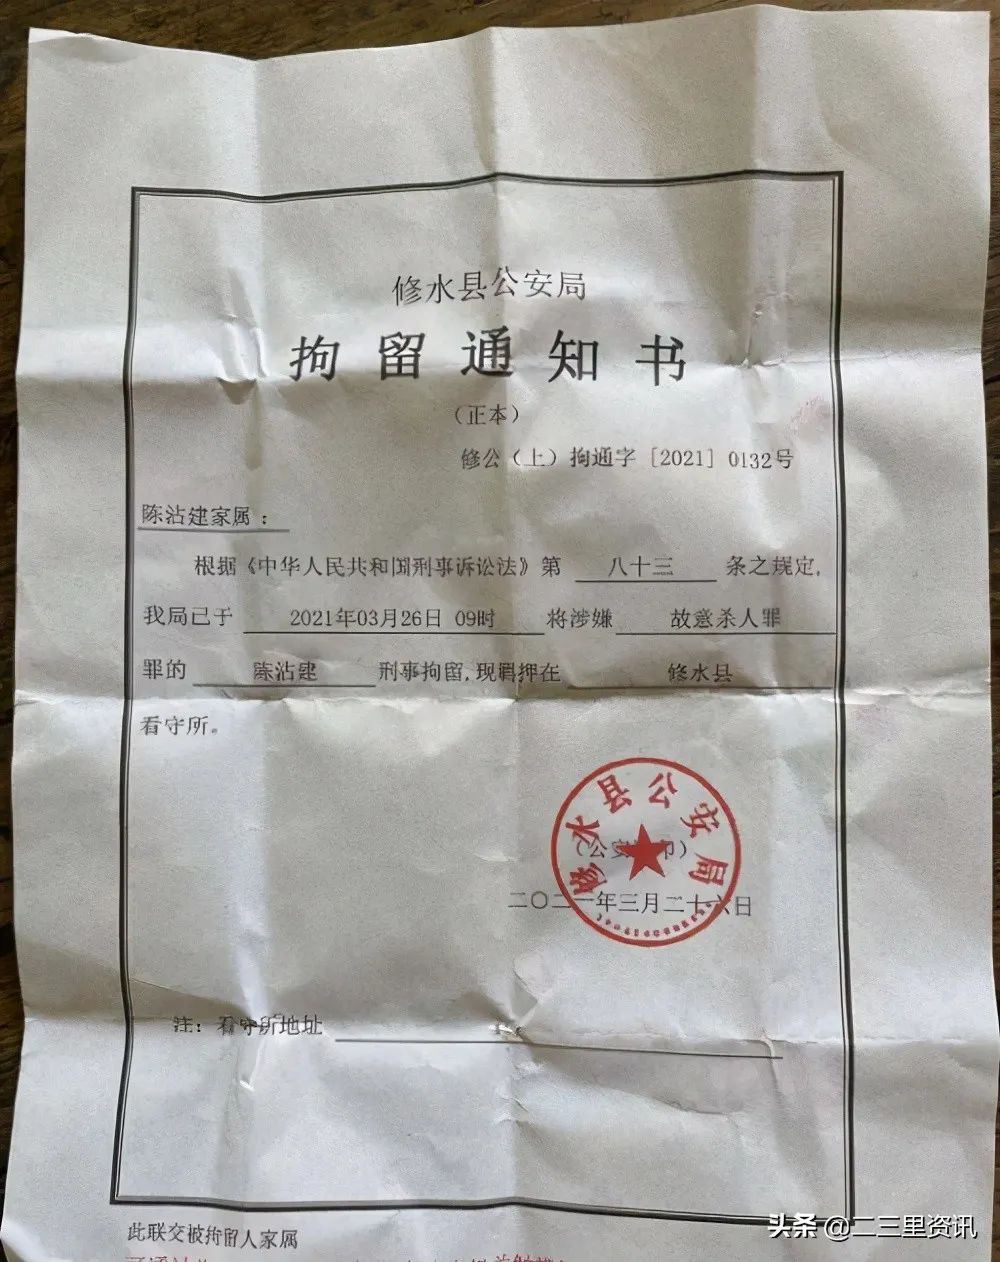 修水县公安局
拘留通知书
（正本）
修公（上）拘通字［2021］0132号
陈沾建家属：
根据《中华人民共和国刑事诉讼法》第 八十三 条之规定，
我局已于 2021年03月26日 09时 将涉嫌 故意杀人罪
罪的 陈沾建 刑事拘留，现羁押在 修水县
看守所。
修水县公安局
（公安 印）
二〇二一年三月二十六日
注：看守所地址
此联交被拘留人家属
头条 @二三里资讯